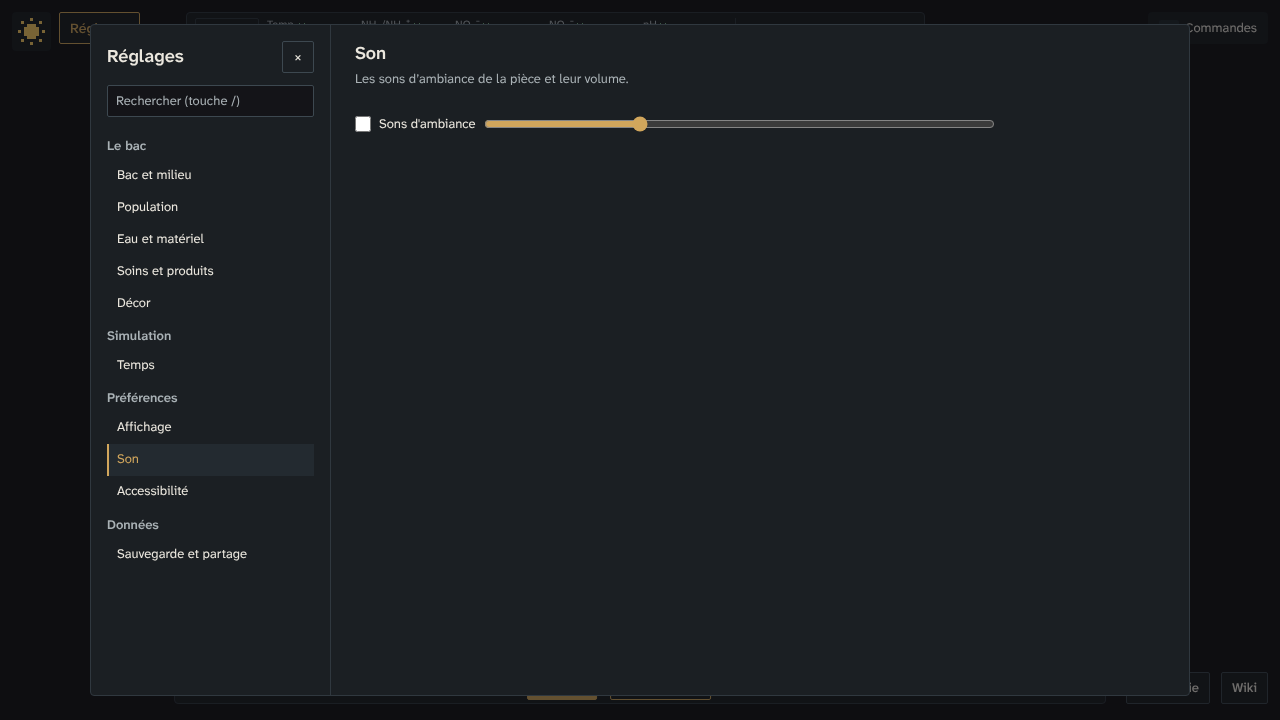 Réglages
×
Rechercher (touche /)
Le bac
Bac et milieu
Population
Eau et matériel
Soins et produits
Décor
Simulation
Temps
Préférences
Affichage
Son
Accessibilité
Données
Sauvegarde et partage
Son
Les sons d'ambiance de la pièce et leur volume.
Sons d'ambiance
Commandes
Wiki